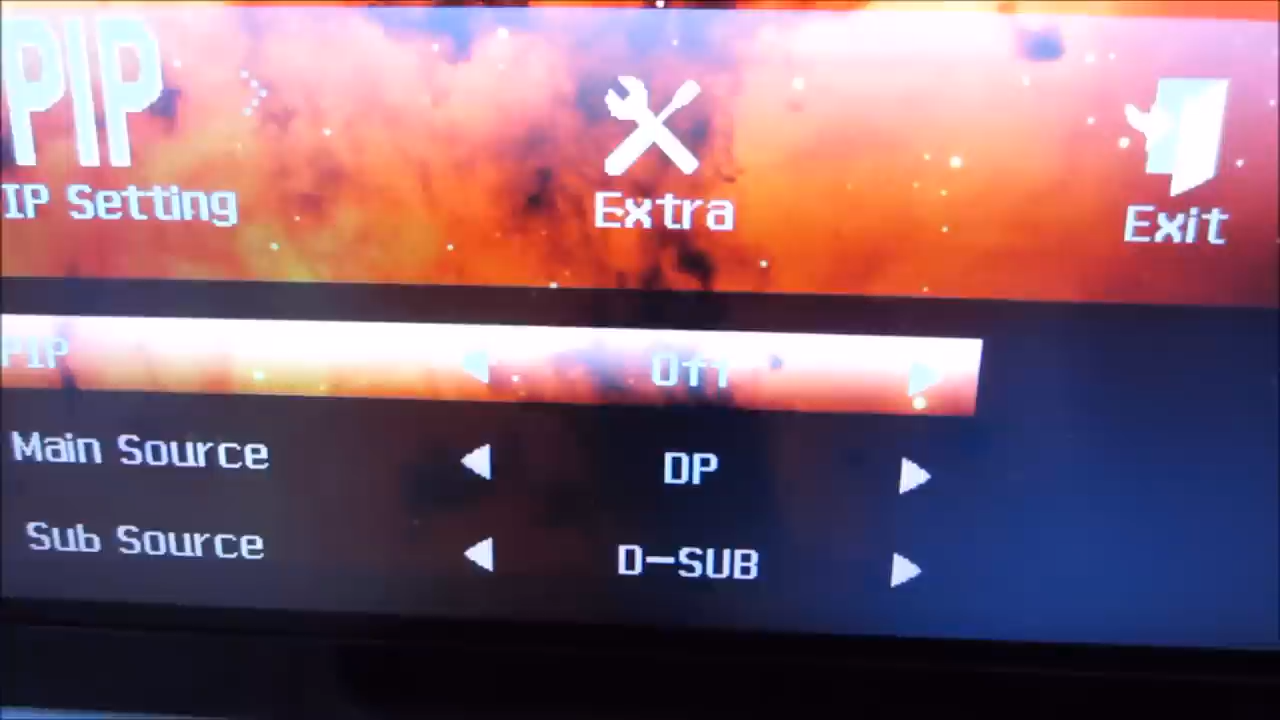 PIP
IP Setting
Extra
Exit
PIP Off
Main Source DP
Sub Source D-SUB